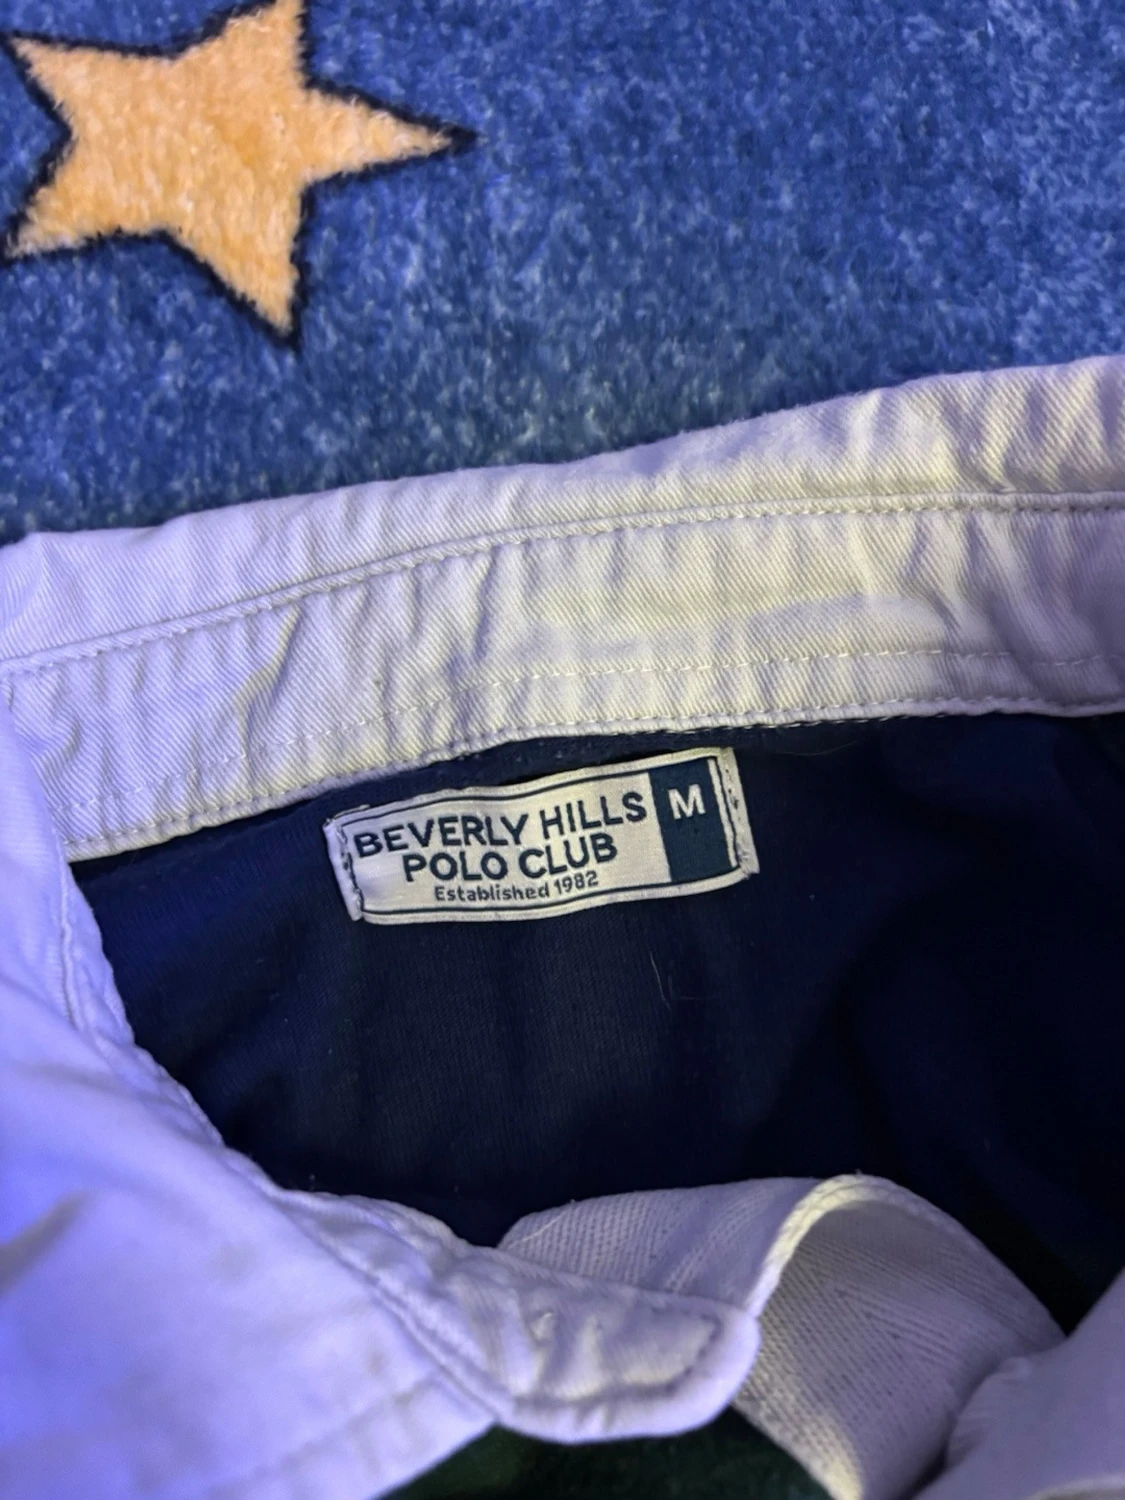 BEVERLY HILLS
POLO CLUB
Established 1982
M